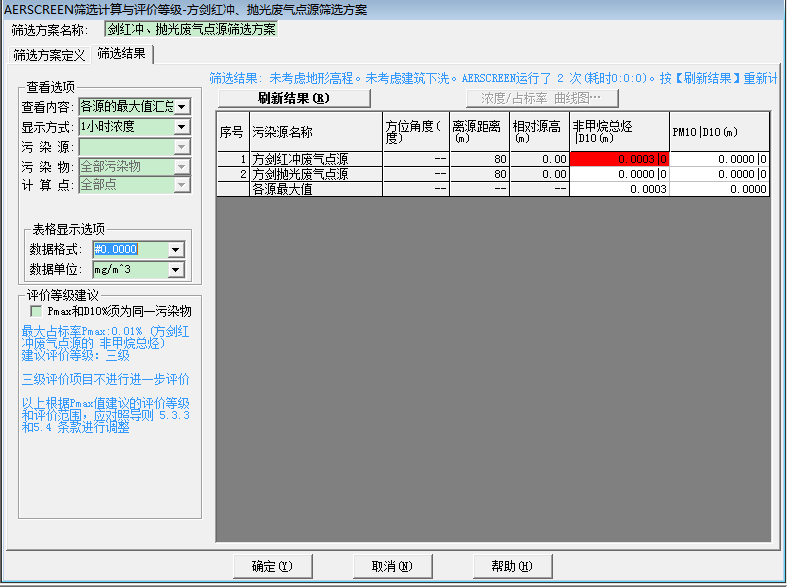 AERSCREEN筛选计算与评价等级-方剑红冲、抛光废气点源筛选方案
筛选方案名称: 剑红冲、抛光废气点源筛选方案
筛选方案定义 筛选结果
筛选结果: 未考虑地形高程。未考虑建筑下洗。AERSCREEN运行了 2 次(耗时0:0:0)。按【刷新结果】重新计
查看选项
查看内容: 各源的最大值汇总
显示方式: 1小时浓度
污 染 源:
污 染 物: 全部污染物
计 算 点: 全部点
表格显示选项
数据格式: #0.0000
数据单位: mg/m^3
评价等级建议
Pmax和D10%须为同一污染物
最大占标率Pmax:0.01% (方剑红
冲废气点源的 非甲烷总烃)
建议评价等级: 三级
三级评价项目不进行进一步评价
以上根据Pmax值建议的评价等级
和评价范围，应对照导则 5.3.3
和5.4 条款进行调整
刷新结果(R) 浓度/占标率 曲线图…
序号 污染源名称 方位角度(度) 离源距离(m) 相对源高(m) 非甲烷总烃|D10(m) PM10|D10(m)
1 方剑红冲废气点源 -- 80 0.00 0.0003|0 0.0000|0
2 方剑抛光废气点源 -- 80 0.00 0.0000|0 0.0000|0
各源最大值 -- -- -- 0.0003 0.0000
确定(Y) 取消(N) 帮助(H)